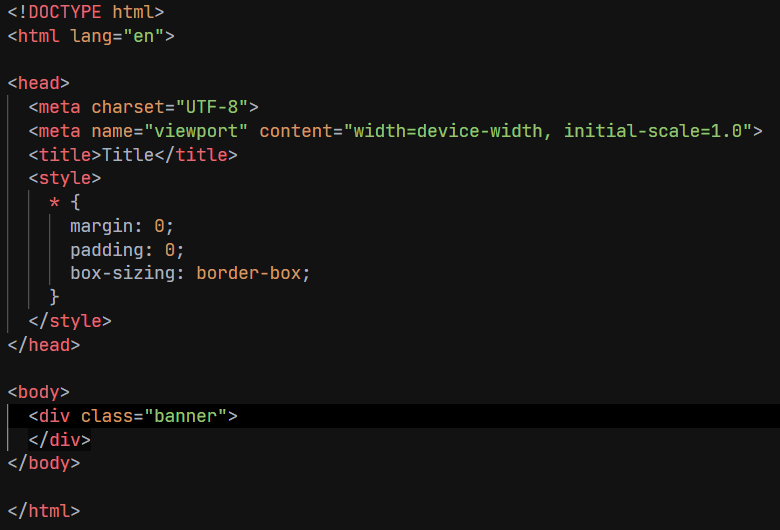 <!DOCTYPE html>
<html lang="en">

<head>
  <meta charset="UTF-8">
  <meta name="viewport" content="width=device-width, initial-scale=1.0">
  <title>Title</title>
  <style>
    * {
      margin: 0;
      padding: 0;
      box-sizing: border-box;
    }
  </style>
</head>

<body>
  <div class="banner">
  </div>
</body>

</html>